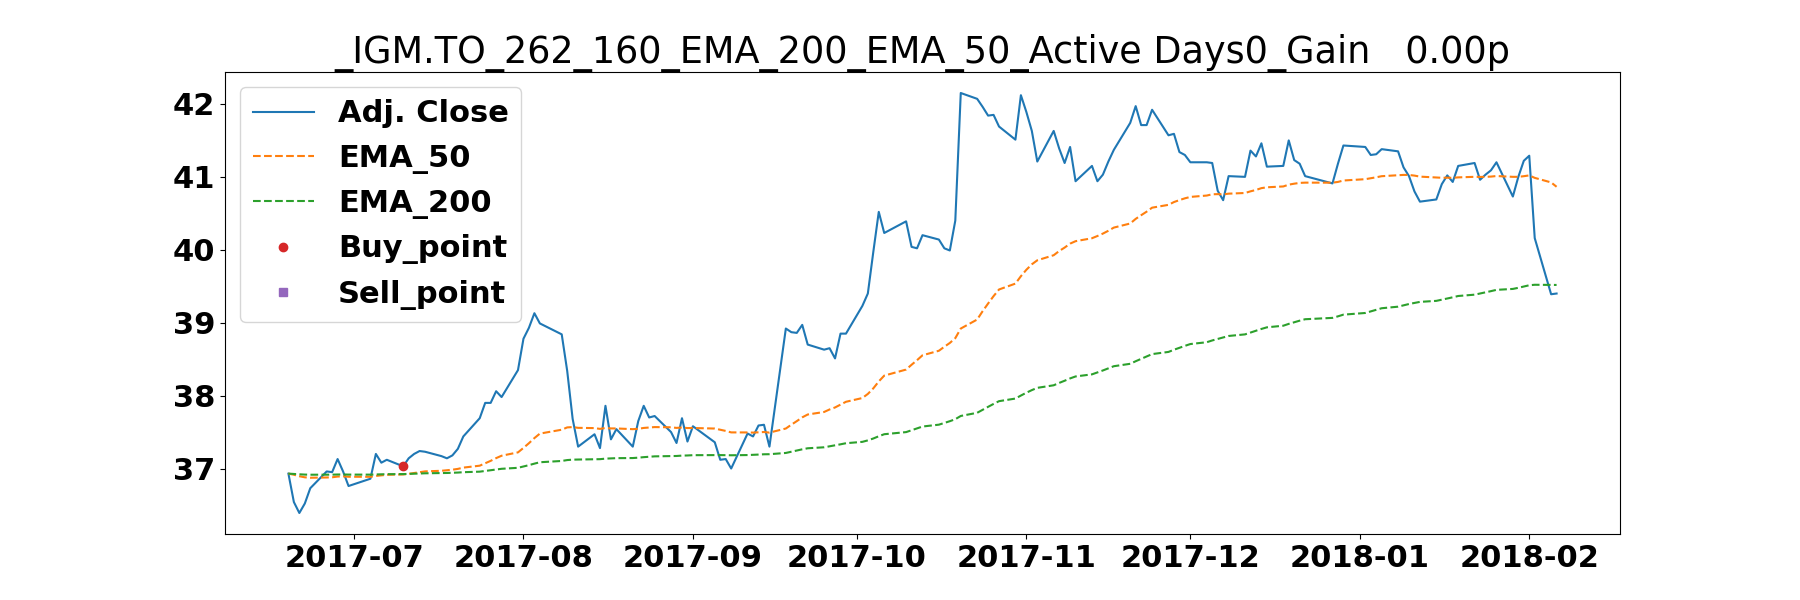 _IGM.TO_262_160_EMA_200_EMA_50_Active Days0_Gain   0.00p
Adj. Close
EMA_50
EMA_200
Buy_point
Sell_point
42
41
40
39
38
37
2017-07 2017-08 2017-09 2017-10 2017-11 2017-12 2018-01 2018-02